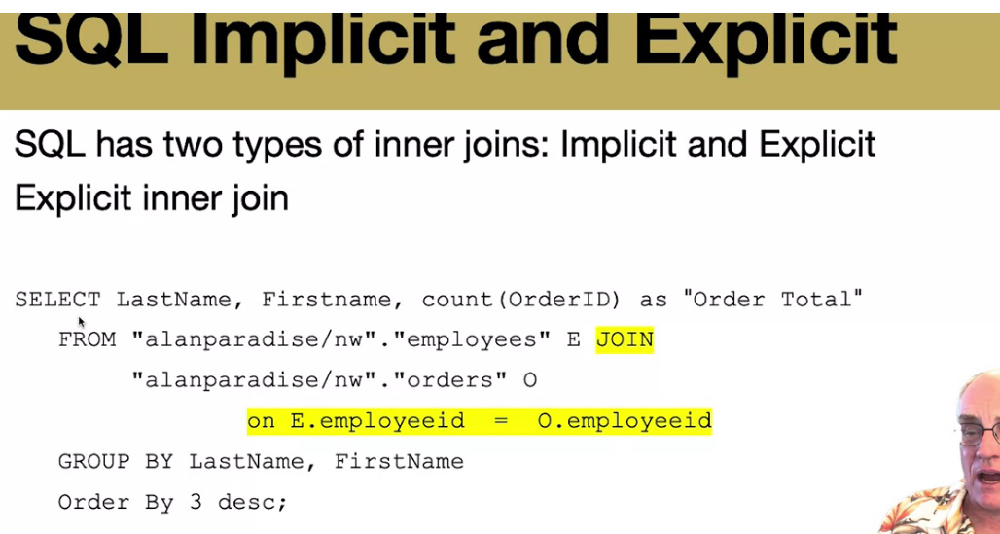 SQL Implicit and Explicit
SQL has two types of inner joins: Implicit and Explicit
Explicit inner join
SELECT LastName, Firstname, count(OrderID) as "Order Total"
FROM "alanparadise/nw"."employees" E JOIN
"alanparadise/nw"."orders" O
on E.employeeid = O.employeeid
GROUP BY LastName, FirstName
Order By 3 desc;